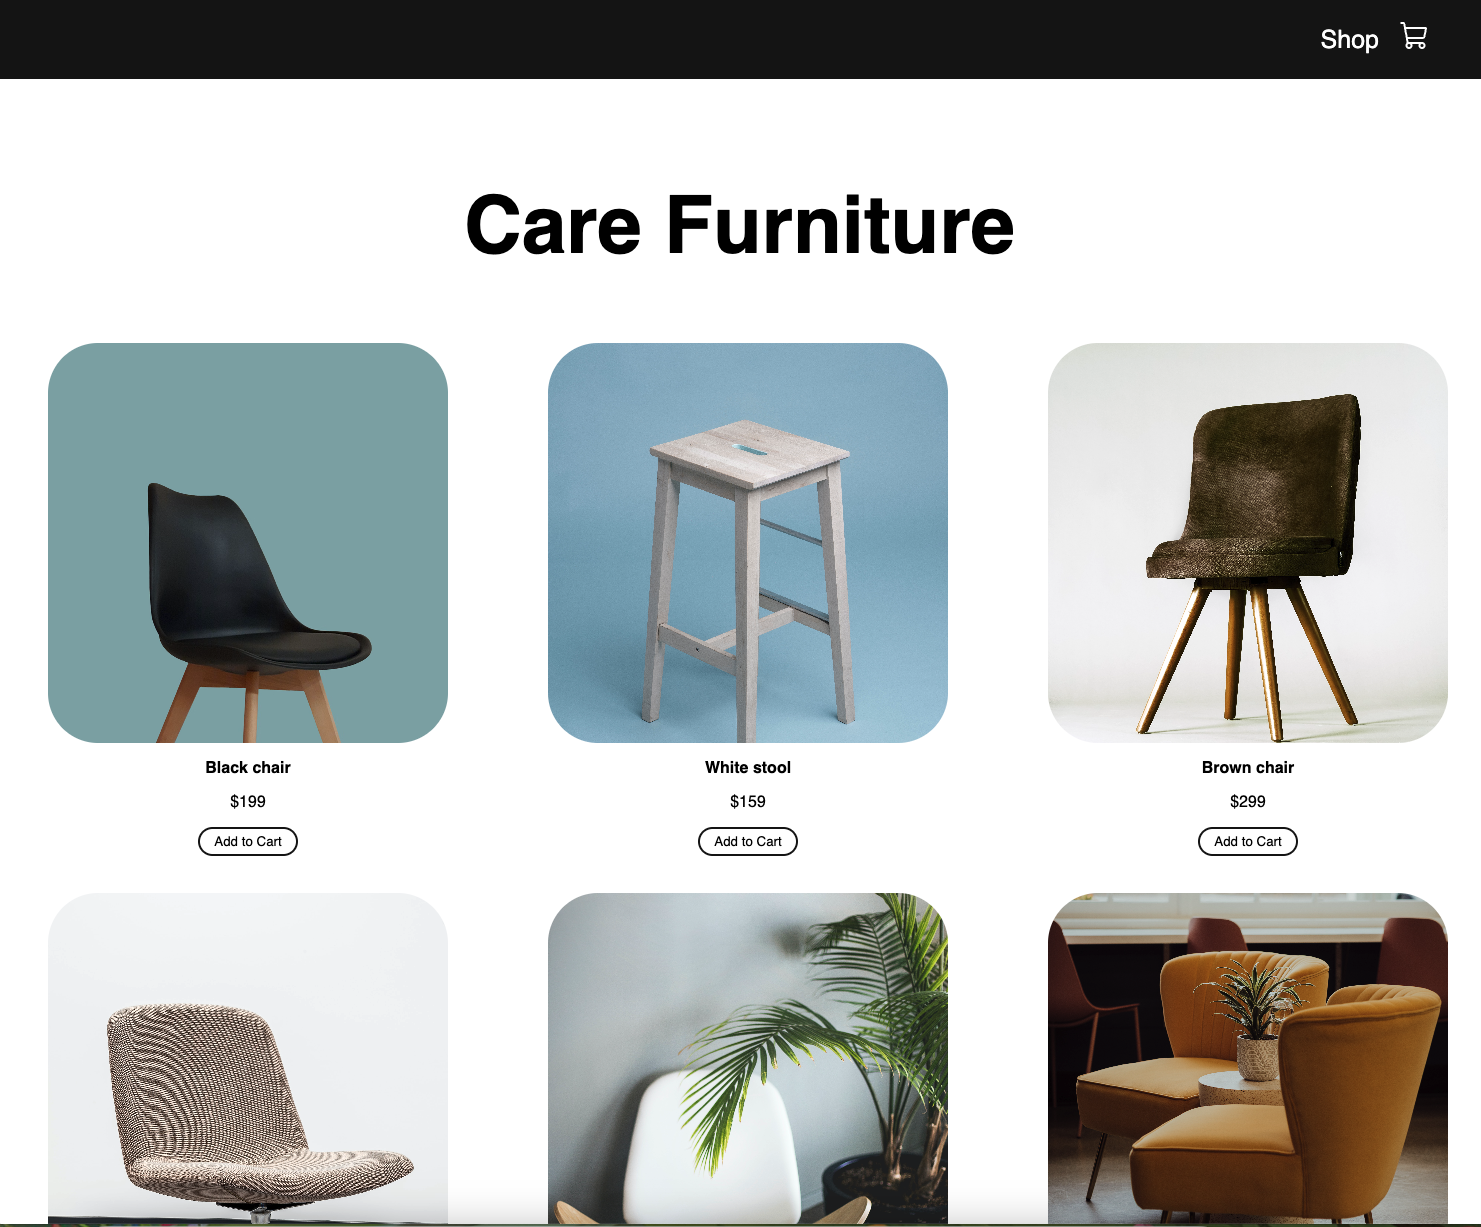 Shop
Care Furniture
Black chair
White stool
Brown chair
$199
$159
$299
Add to Cart
Add to Cart
Add to Cart